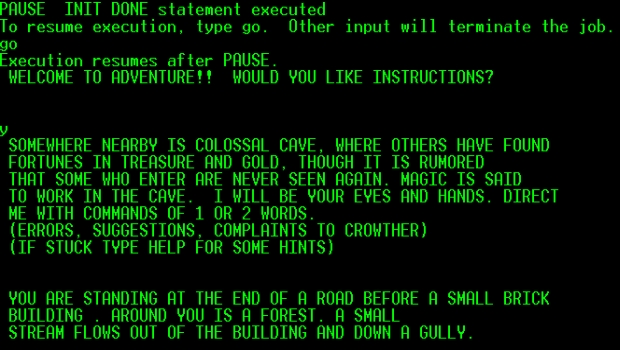 PAUSE  INIT DONE statement executed
To resume execution, type go.  Other input will terminate the job.
go
Execution resumes after PAUSE.
WELCOME TO ADVENTURE!!  WOULD YOU LIKE INSTRUCTIONS?
y
SOMEWHERE NEARBY IS COLOSSAL CAVE, WHERE OTHERS HAVE FOUND
FORTUNES IN TREASURE AND GOLD, THOUGH IT IS RUMORED
THAT SOME WHO ENTER ARE NEVER SEEN AGAIN. MAGIC IS SAID
TO WORK IN THE CAVE.  I WILL BE YOUR EYES AND HANDS. DIRECT
ME WITH COMMANDS OF 1 OR 2 WORDS.
(ERRORS, SUGGESTIONS, COMPLAINTS TO CROWTHER)
(IF STUCK TYPE HELP FOR SOME HINTS)
YOU ARE STANDING AT THE END OF A ROAD BEFORE A SMALL BRICK
BUILDING . AROUND YOU IS A FOREST. A SMALL
STREAM FLOWS OUT OF THE BUILDING AND DOWN A GULLY.